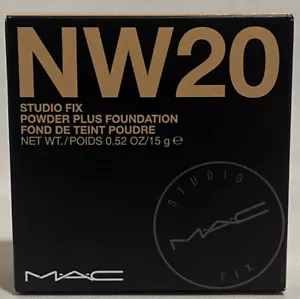 NW20
STUDIO FIX
POWDER PLUS FOUNDATION
FOND DE TEINT POUDRE
NET WT./POIDS 0.52 OZ/15 g ℮
STUDIO
MAC
FIX
M·A·C